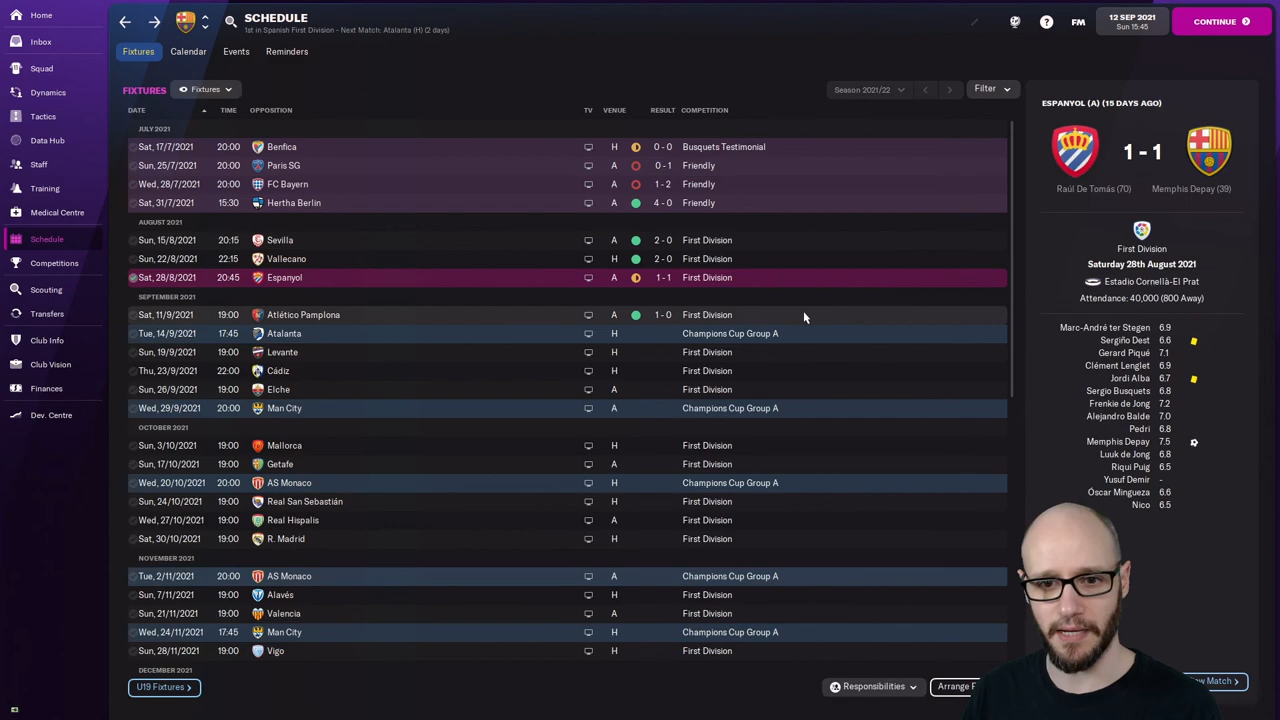 Home
SCHEDULE
1st in Spanish First Division - Next Match: Atalanta (H) (2 days)
FM
12 SEP 2021
Sun 15:45
CONTINUE
Inbox
Squad
Dynamics
Tactics
Data Hub
Staff
Training
Medical Centre
Schedule
Competitions
Scouting
Transfers
Club Info
Club Vision
Finances
Dev. Centre
Fixtures Calendar Events Reminders
FIXTURES Fixtures Season 2021/22 Filter
DATE TIME OPPOSITION TV VENUE RESULT COMPETITION
JULY 2021
Sat, 17/7/2021 20:00 Benfica H 0 - 0 Busquets Testimonial
Sun, 25/7/2021 20:00 Paris SG A 0 - 1 Friendly
Wed, 28/7/2021 20:00 FC Bayern A 1 - 2 Friendly
Sat, 31/7/2021 15:30 Hertha Berlin A 4 - 0 Friendly
AUGUST 2021
Sun, 15/8/2021 20:15 Sevilla A 2 - 0 First Division
Sun, 22/8/2021 22:15 Vallecano H 2 - 0 First Division
Sat, 28/8/2021 20:45 Espanyol A 1 - 1 First Division
SEPTEMBER 2021
Sat, 11/9/2021 19:00 Atlético Pamplona A 1 - 0 First Division
Tue, 14/9/2021 17:45 Atalanta H Champions Cup Group A
Sun, 19/9/2021 19:00 Levante H First Division
Thu, 23/9/2021 22:00 Cádiz H First Division
Sun, 26/9/2021 19:00 Elche A First Division
Wed, 29/9/2021 20:00 Man City A Champions Cup Group A
OCTOBER 2021
Sun, 3/10/2021 19:00 Mallorca H First Division
Sun, 17/10/2021 19:00 Getafe A First Division
Wed, 20/10/2021 20:00 AS Monaco H Champions Cup Group A
Sun, 24/10/2021 19:00 Real San Sebastián H First Division
Wed, 27/10/2021 19:00 Real Hispalis A First Division
Sat, 30/10/2021 19:00 R. Madrid H First Division
NOVEMBER 2021
Tue, 2/11/2021 20:00 AS Monaco A Champions Cup Group A
Sun, 7/11/2021 19:00 Alavés H First Division
Sun, 21/11/2021 19:00 Valencia A First Division
Wed, 24/11/2021 17:45 Man City H Champions Cup Group A
Sun, 28/11/2021 19:00 Vigo H First Division
DECEMBER 2021
U19 Fixtures Responsibilities Arrange
ESPANYOL (A) (15 DAYS AGO)
1 - 1
Raúl De Tomás (70) Memphis Depay (39)
First Division
Saturday 28th August 2021
Estadio Cornellà-El Prat
Attendance: 40,000 (800 Away)
Marc-André ter Stegen 6.9
Sergiño Dest 6.6
Gerard Piqué 7.1
Clément Lenglet 6.9
Jordi Alba 6.7
Sergio Busquets 6.8
Frenkie de Jong 7.2
Alejandro Balde 7.0
Pedri 6.8
Memphis Depay 7.5
Luuk de Jong 6.8
Riqui Puig 6.5
Yusuf Demir -
Óscar Mingueza 6.6
Nico 6.5
Match